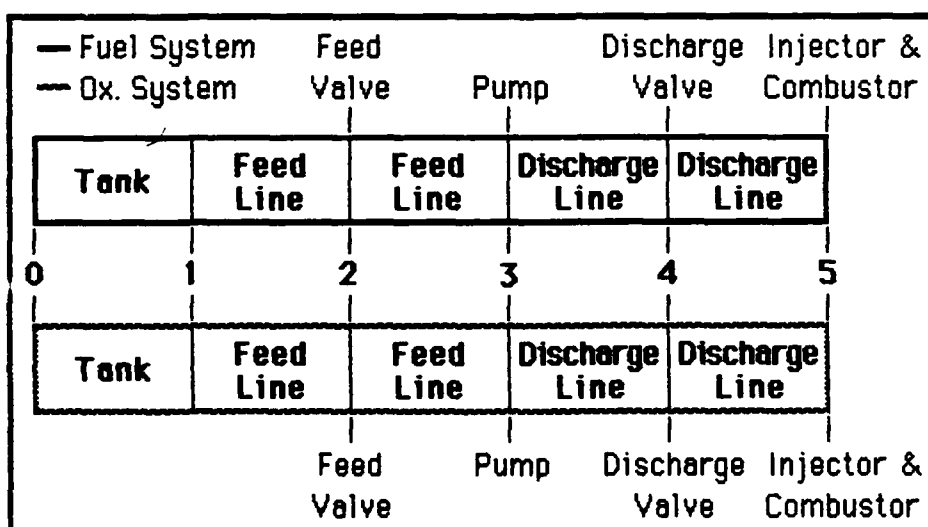 Fuel System Feed Discharge Injector &
Ox. System Valve Pump Valve Combustor
Tank Feed Feed Discharge Discharge
Line Line Line Line
0 1 2 3 4 5
Tank Feed Feed Discharge Discharge
Line Line Line Line
Feed Pump Discharge Injector &
Valve Valve Combustor